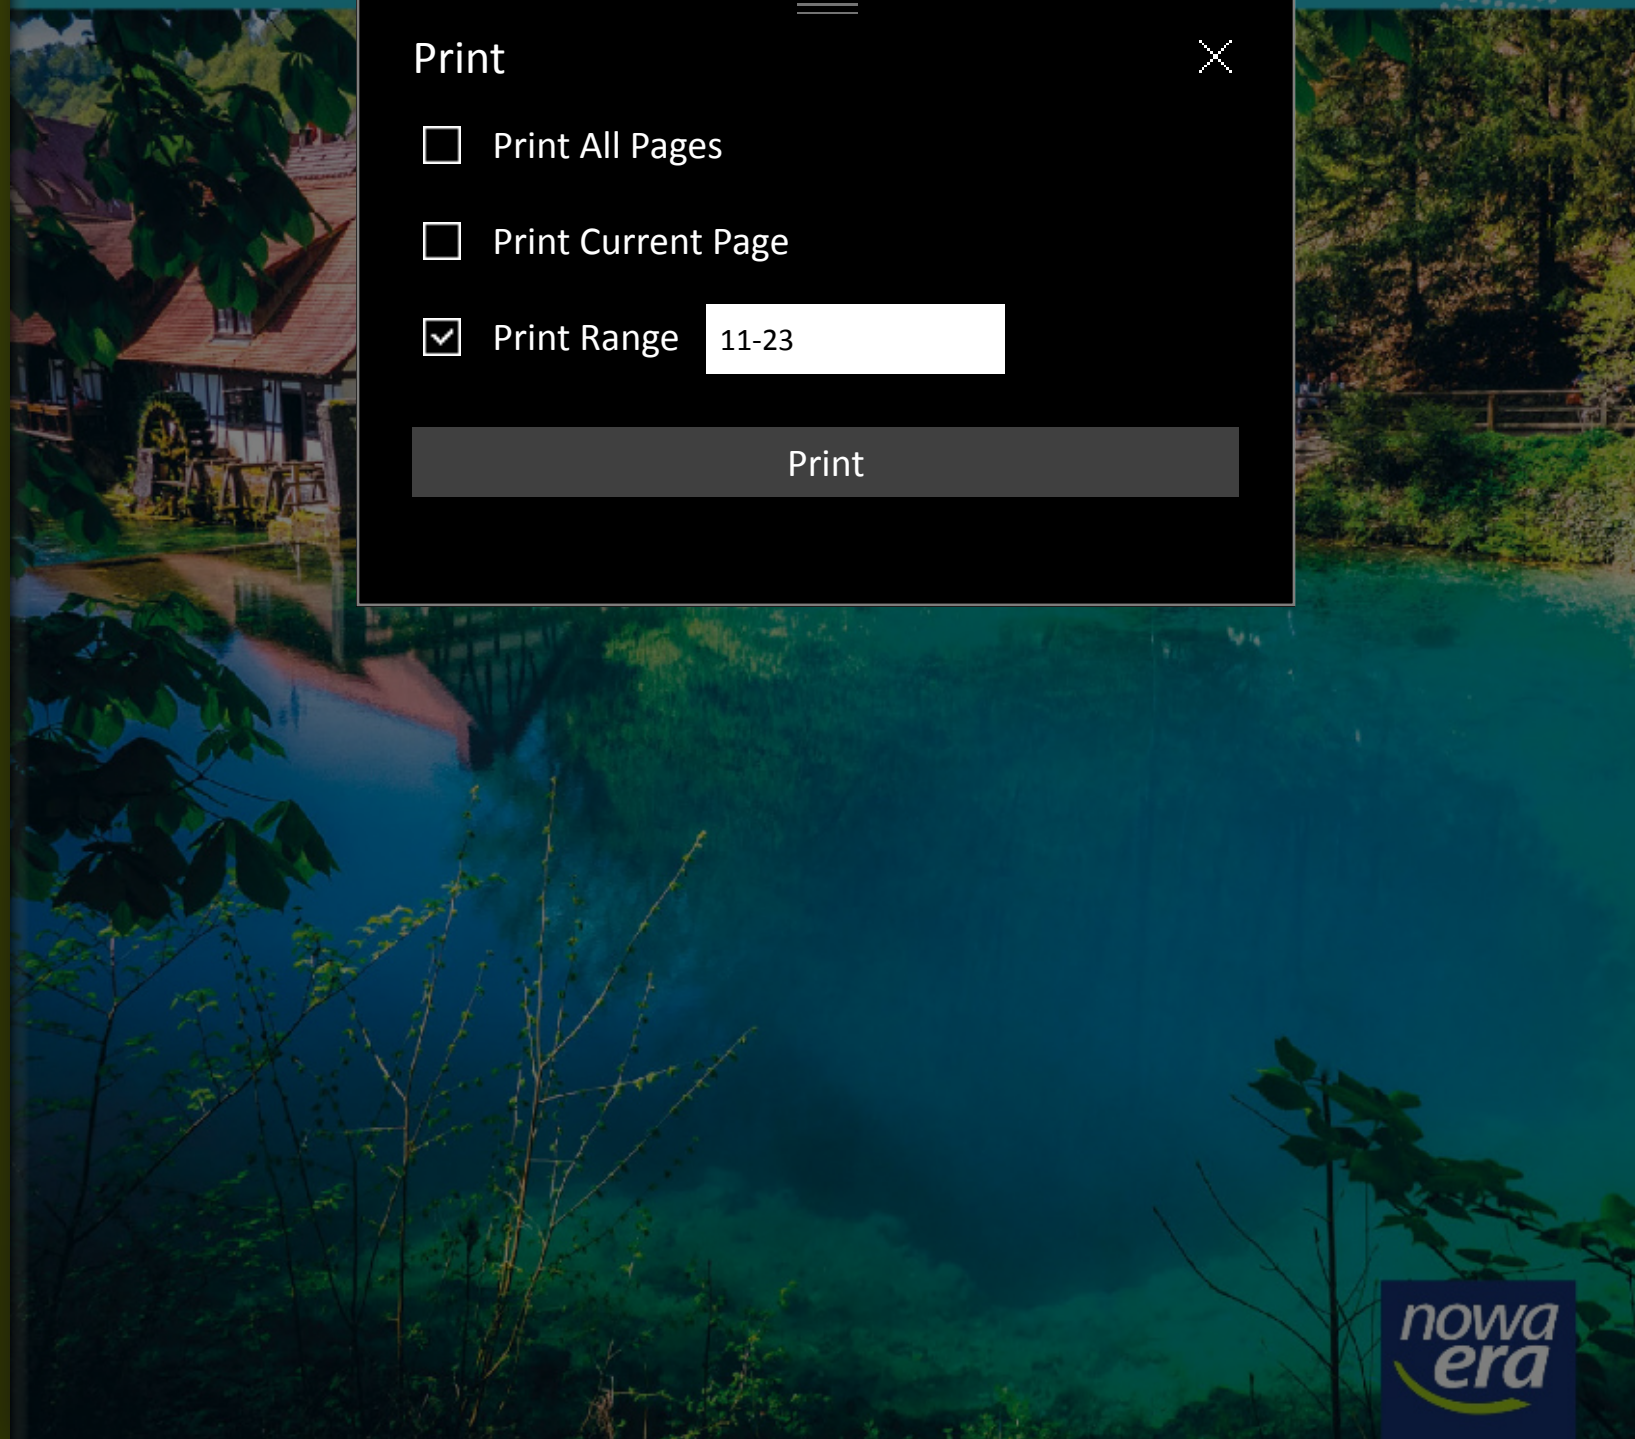 Print
Print All Pages
Print Current Page
Print Range 11-23
Print
nowa
era